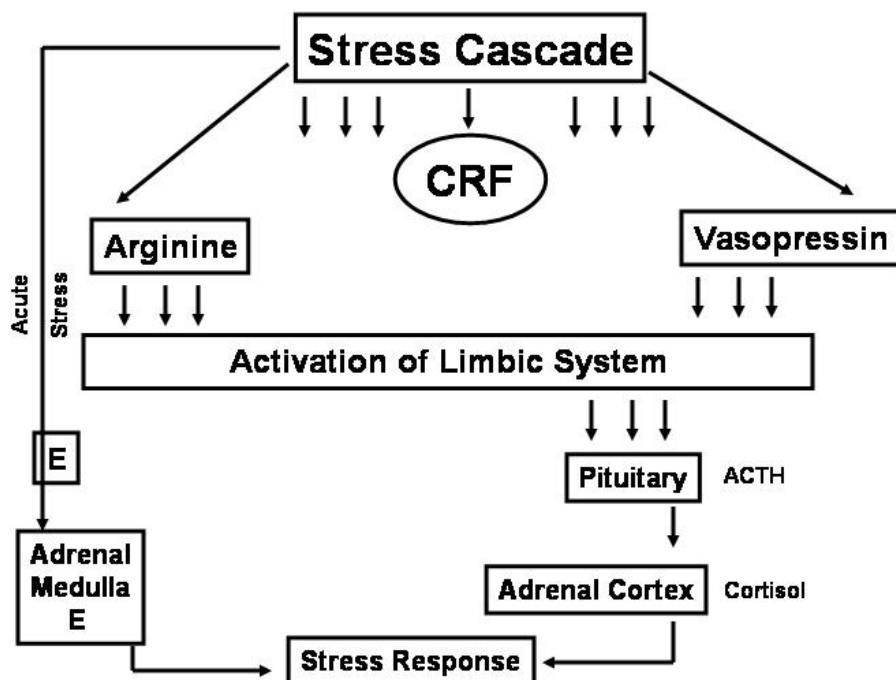 Stress Cascade
CRF
Arginine
Vasopressin
Acute
Stress
Activation of Limbic System
E
Pituitary
ACTH
Adrenal
Medulla
E
Adrenal Cortex
Cortisol
Stress Response